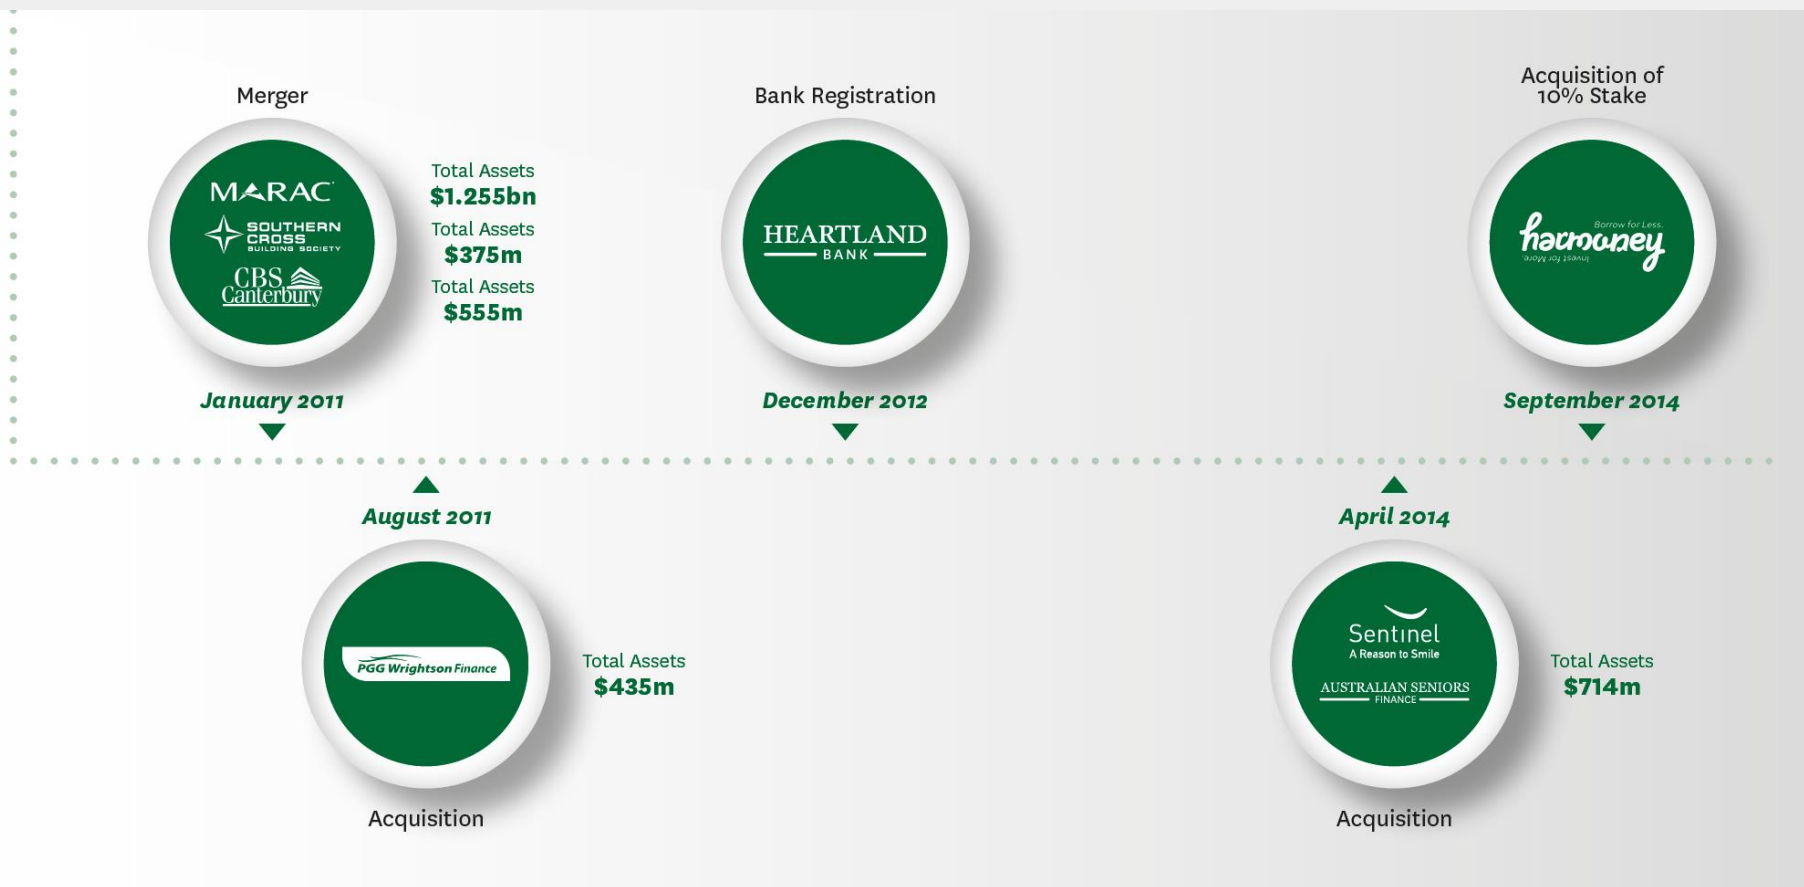 Merger
MARAC
SOUTHERN
CROSS
BUILDING SOCIETY
CBS
Canterbury
Total Assets
$1.255bn
Total Assets
$375m
Total Assets
$555m
January 2011
August 2011
PGG Wrightson Finance
Total Assets
$435m
Acquisition
Bank Registration
HEARTLAND
BANK
December 2012
April 2014
Sentinel
A Reason to Smile
AUSTRALIAN SENIORS
FINANCE
Total Assets
$714m
Acquisition
Acquisition of
10% Stake
Borrow for Less.
harmoney
Invest for More.
September 2014